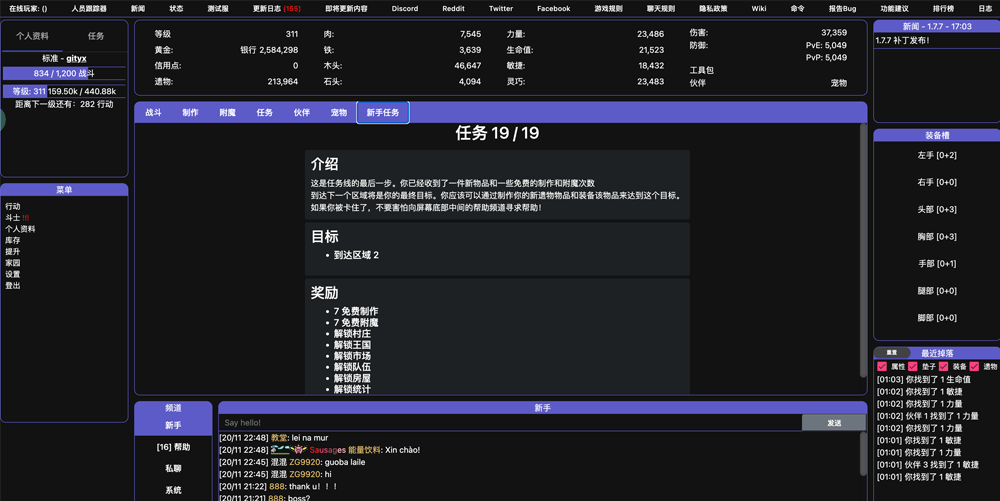 在线玩家: () 人员跟踪器 新闻 状态 测试服 更新日志 (195) 即将更新内容 Discord Reddit Twitter Facebook 游戏规则 聊天规则 隐私政策 Wiki 命令 报告Bug 功能建议 排行榜 日志
个人资料 任务
标准 - gityx
834 / 1,200 战斗
等级: 311 159.50k / 440.88k
距离下一级还有: 282 行动
菜单
行动
斗士 !!!
个人资料
库存
提升
家园
设置
登出
等级 311
黄金: 银行 2,584,298
信用点: 0
遗物: 213,964
肉: 7,545
铁: 3,639
木头: 46,647
石头: 4,094
力量: 23,486
生命值: 21,523
敏捷: 18,432
灵巧: 23,483
伤害: 37,359
防御: PvE: 5,049
PvP: 5,049
工具包
伙伴 宠物
战斗 制作 附魔 任务 伙伴 宠物 新手任务
任务 19 / 19
介绍
这是任务线的最后一步。你已经收到了一件新物品和一些免费的制作和附魔次数
到达下一个区域将是你的最终目标。你应该可以通过制作你的新遗物物品和装备该物品来达到这个目标。
如果你被卡住了，不要害怕向屏幕底部中间的帮助频道寻求帮助!
目标
• 到达区域 2
奖励
• 7 免费制作
• 7 免费附魔
• 解锁村庄
• 解锁王国
• 解锁市场
• 解锁队伍
• 解锁房屋
• 解锁统计
频道
新手
[16] 帮助
私聊
系统
新手
Say hello!
发送
[20/11 22:48] 教堂: lei na mur
[20/11 22:48] Sausages 能量饮料: Xin chào!
[20/11 22:45] 混混 ZG9920: guoba laile
[20/11 22:45] 混混 ZG9920: hi
[20/11 21:22] 888: thank u！！！
[20/11 21:21] 888: boss?
新闻 - 1.7.7 - 17:03
1.7.7 补丁发布!
装备槽
左手 [0+2]
右手 [0+0]
头部 [0+3]
胸部 [0+3]
手部 [0+1]
腿部 [0+0]
脚部 [0+0]
重置 最近掉落
属性 垫子 装备 遗物
[01:03] 你找到了 1 生命值
[01:02] 你找到了 1 敏捷
[01:02] 你找到了 1 力量
[01:02] 伙伴 1 找到了 1 力量
[01:02] 你找到了 1 力量
[01:01] 你找到了 1 敏捷
[01:01] 你找到了 1 力量
[01:01] 伙伴 3 找到了 1 敏捷
[01:01] 你找到了 1 敏捷